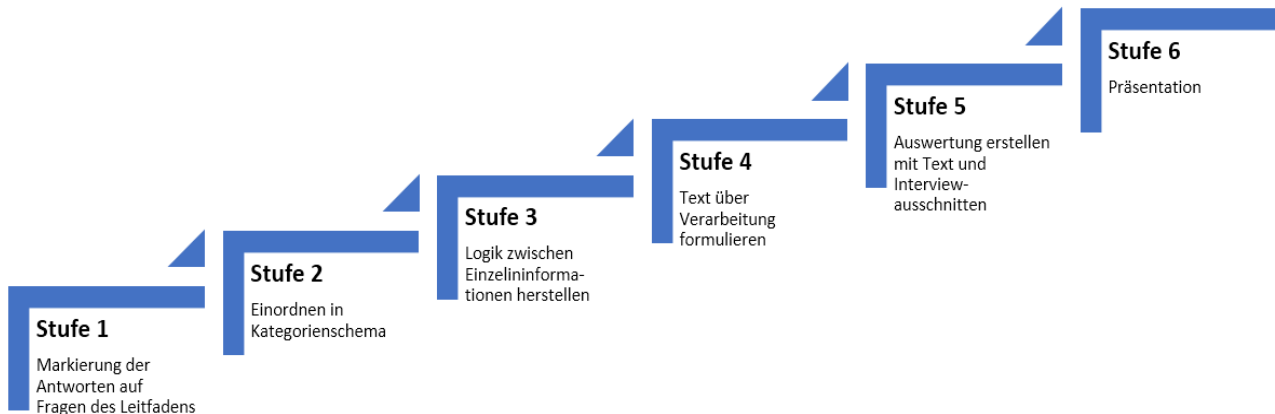 Stufe 1
Markierung der
Antworten auf
Fragen des Leitfadens
Stufe 2
Einordnen in
Kategorienschema
Stufe 3
Logik zwischen
Einzelininforma-
tionen herstellen
Stufe 4
Text über
Verarbeitung
formulieren
Stufe 5
Auswertung erstellen
mit Text und
Interview-
ausschnitten
Stufe 6
Präsentation